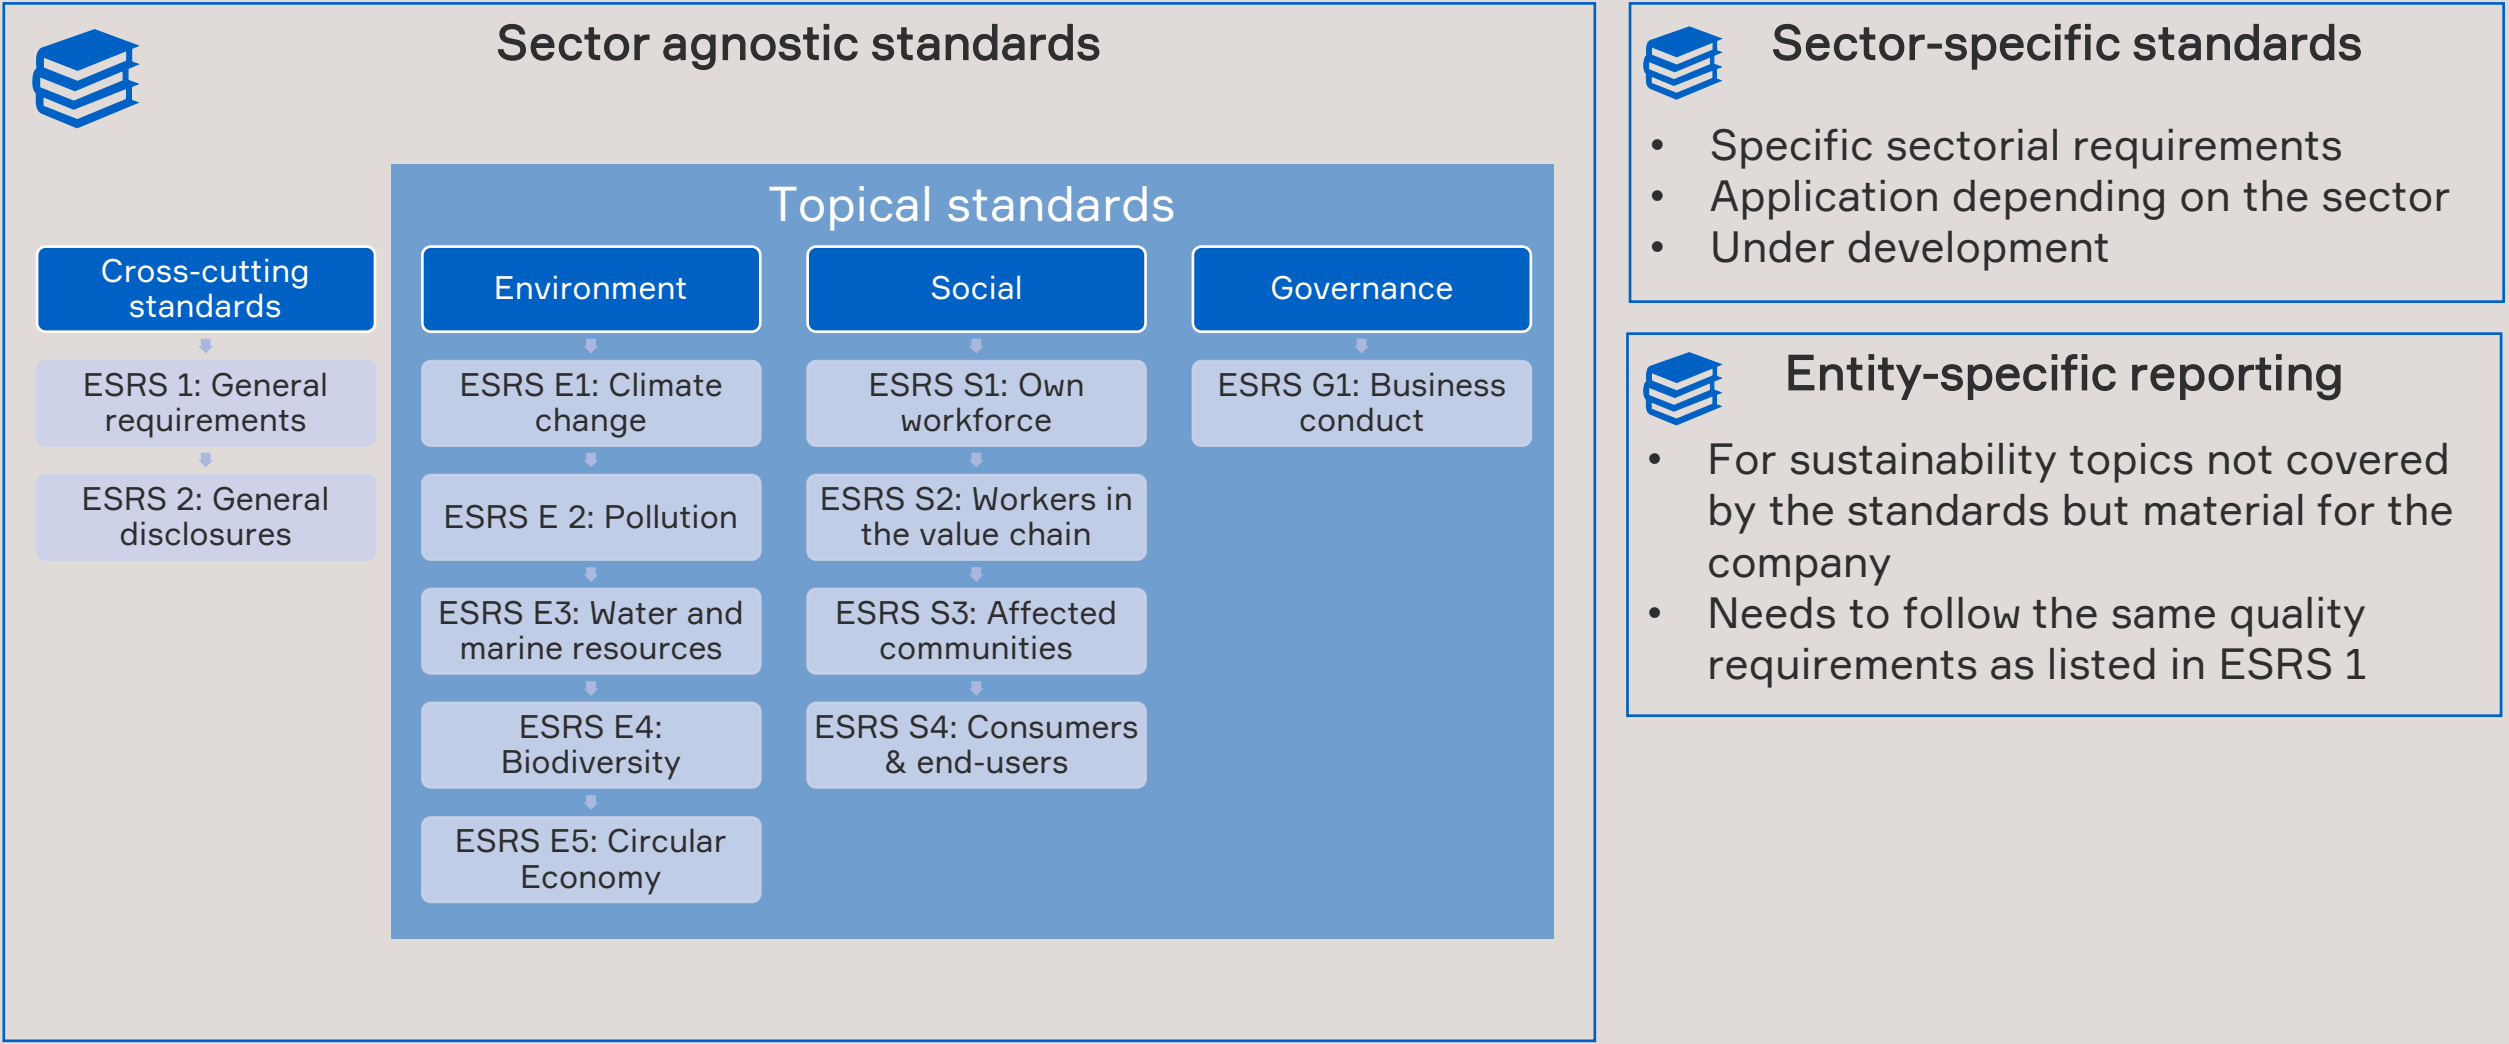 Sector agnostic standards
Topical standards
Cross-cutting
standards
ESRS 1: General
requirements
ESRS 2: General
disclosures
Environment
ESRS E1: Climate
change
ESRS E 2: Pollution
ESRS E3: Water and
marine resources
ESRS E4:
Biodiversity
ESRS E5: Circular
Economy
Social
ESRS S1: Own
workforce
ESRS S2: Workers in
the value chain
ESRS S3: Affected
communities
ESRS S4: Consumers
& end-users
Governance
ESRS G1: Business
conduct
Sector-specific standards
• Specific sectorial requirements
• Application depending on the sector
• Under development
Entity-specific reporting
• For sustainability topics not covered
by the standards but material for the
company
• Needs to follow the same quality
requirements as listed in ESRS 1